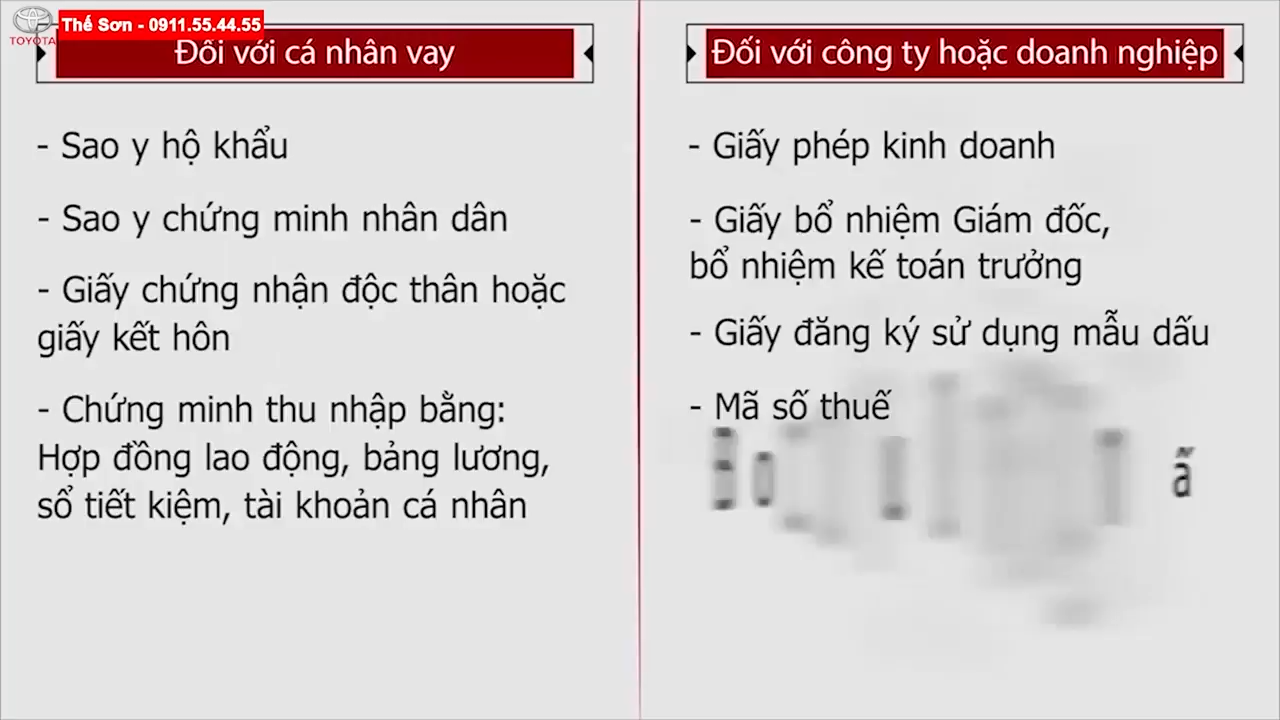 TOYOTA
Thế Sơn - 0911.55.44.55
Đối với cá nhân vay
- Sao y hộ khẩu
- Sao y chứng minh nhân dân
- Giấy chứng nhận độc thân hoặc
giấy kết hôn
- Chứng minh thu nhập bằng:
Hợp đồng lao động, bảng lương,
sổ tiết kiệm, tài khoản cá nhân
Đối với công ty hoặc doanh nghiệp
- Giấy phép kinh doanh
- Giấy bổ nhiệm Giám đốc,
bổ nhiệm kế toán trưởng
- Giấy đăng ký sử dụng mẫu dấu
- Mã số thuế